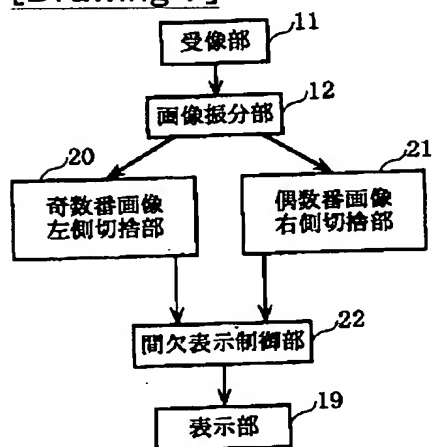 11
受像部
12
画像振分部
20
21
奇数番画像
左側切捨部
偶数番画像
右側切捨部
22
間欠表示制御部
19
表示部